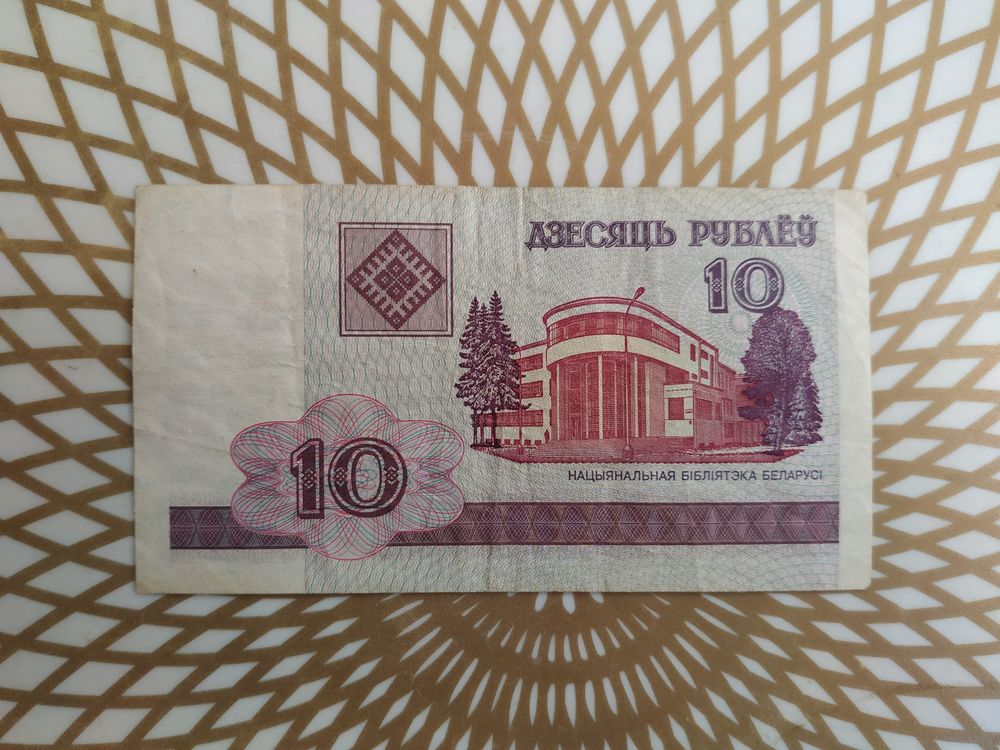 ДЗЕСЯЦЬ РУБЛЁЎ
10
НАЦЫЯНАЛЬНАЯ БІБЛІЯТЭКА БЕЛАРУСІ
10